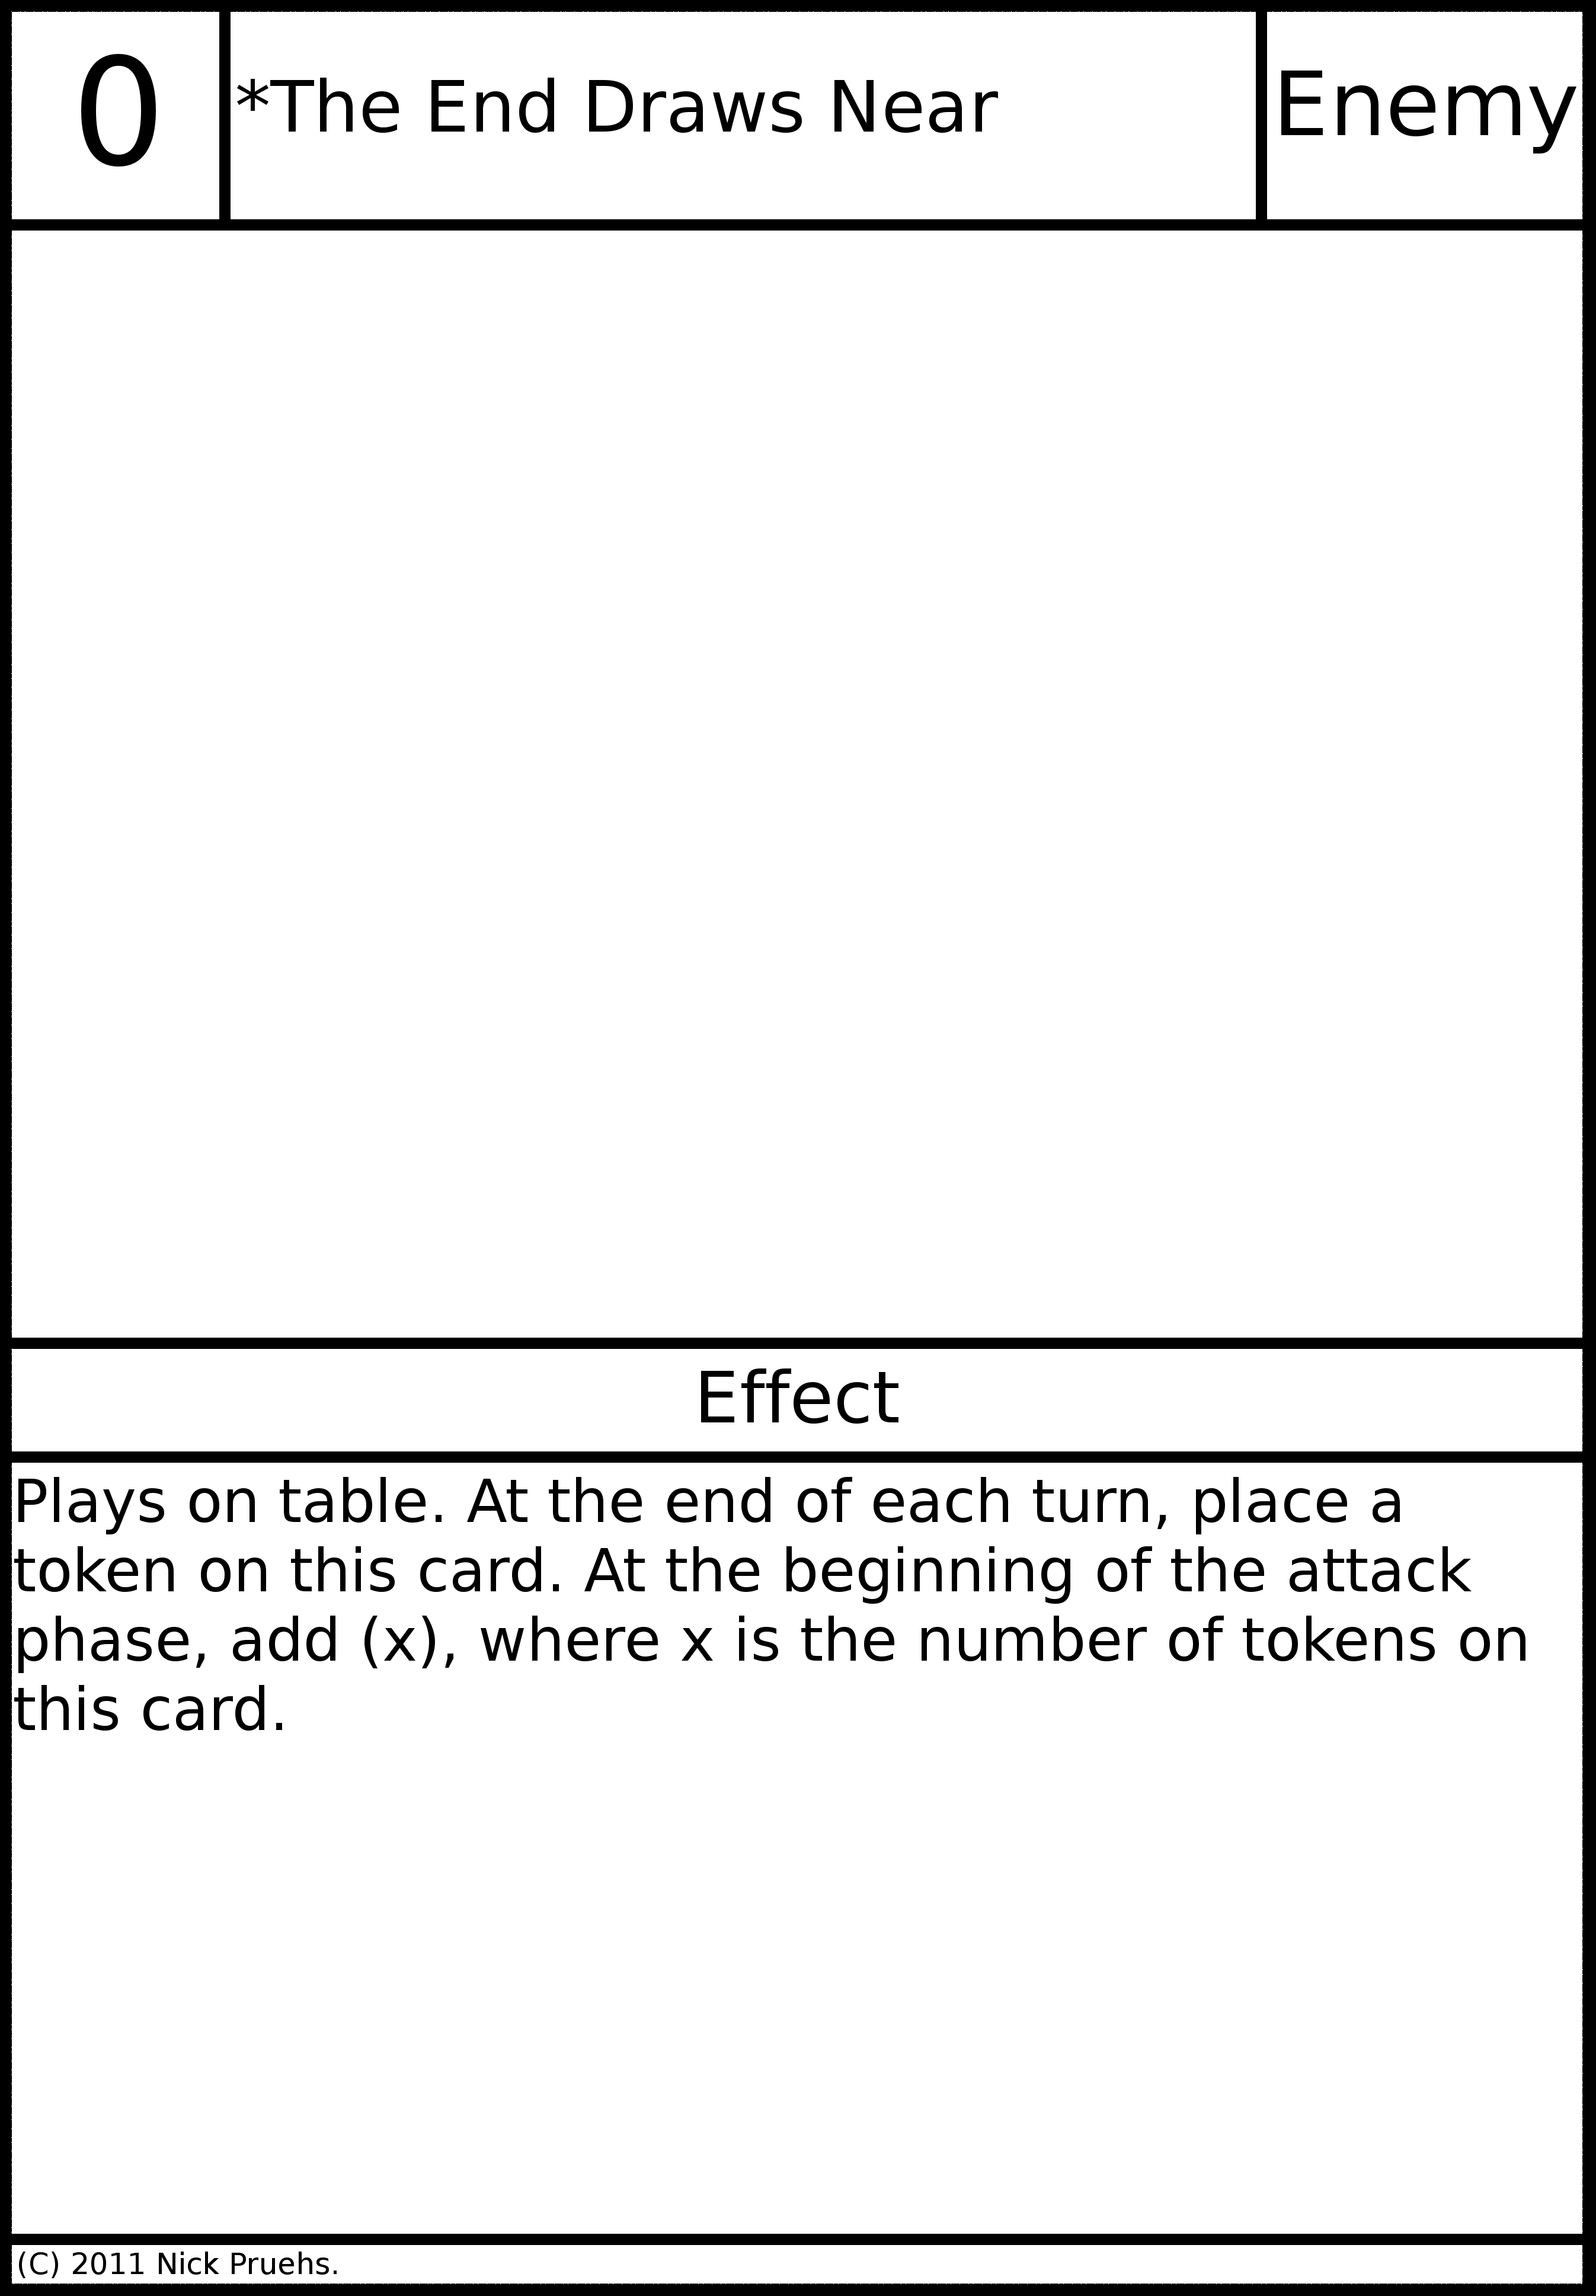 0
*The End Draws Near
Enemy
Effect
Plays on table. At the end of each turn, place a
token on this card. At the beginning of the attack
phase, add (x), where x is the number of tokens on
this card.
(C) 2011 Nick Pruehs.